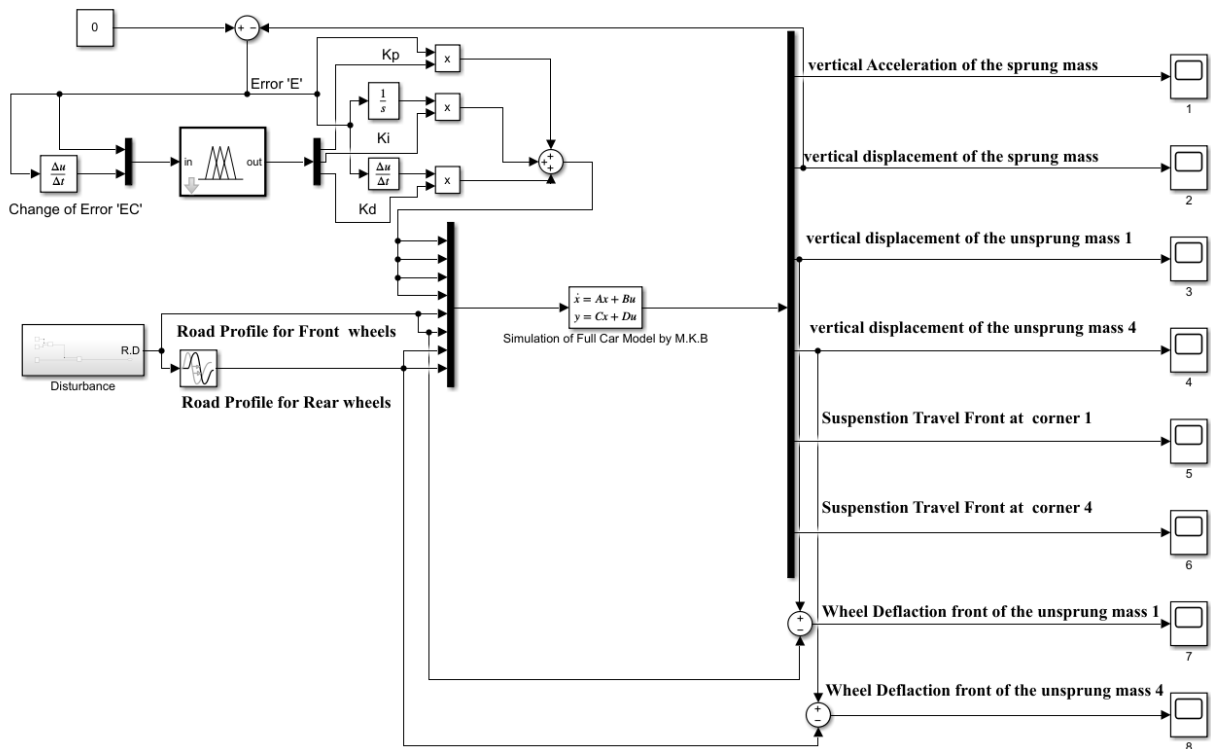 0
+ −
Kp
x
vertical Acceleration of the sprung mass
1
Error 'E'
1
s
x
Ki
in
out
Δu
Δt
Δu
Δt
x
+
+
+
vertical displacement of the sprung mass
2
Change of Error 'EC'
Kd
vertical displacement of the unsprung mass 1
3
ẋ = Ax + Bu
y = Cx + Du
Simulation of Full Car Model by M.K.B
Road Profile for Front wheels
R.D
Disturbance
Road Profile for Rear wheels
vertical displacement of the unsprung mass 4
4
Suspenstion Travel Front at corner 1
5
Suspenstion Travel Front at corner 4
6
Wheel Deflaction front of the unsprung mass 1
+
−
7
Wheel Deflaction front of the unsprung mass 4
+
−
8